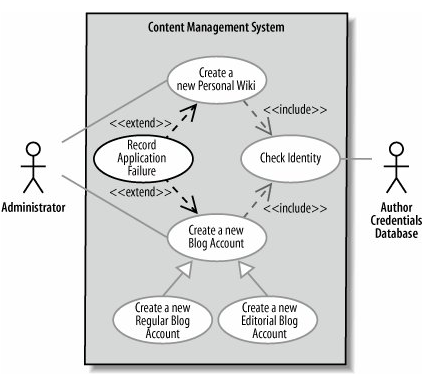 Content Management System
Create a
new Personal Wiki
<<extend>>
<<include>>
Record
Application
Failure
Check Identity
<<extend>>
<<include>>
Administrator
Author
Credentials
Database
Create a new
Blog Account
Create a new
Regular Blog
Account
Create a new
Editorial Blog
Account